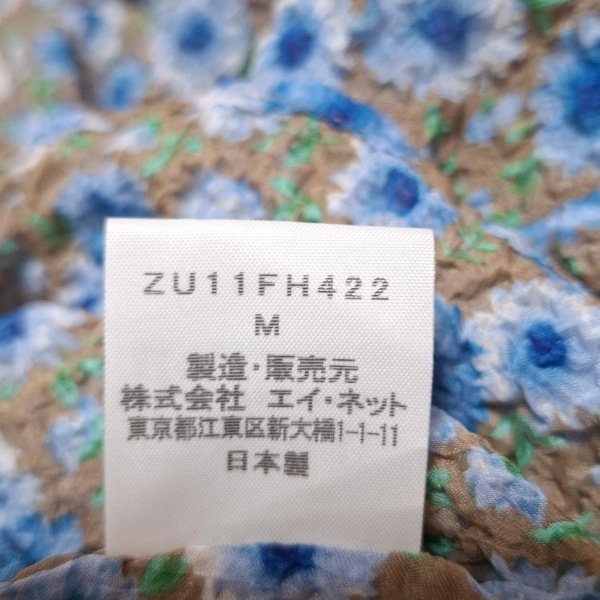 ZU11FH422
M
製造・販売元
株式会社 エイ・ネット
東京都江東区新大橋1-1-11
日本製